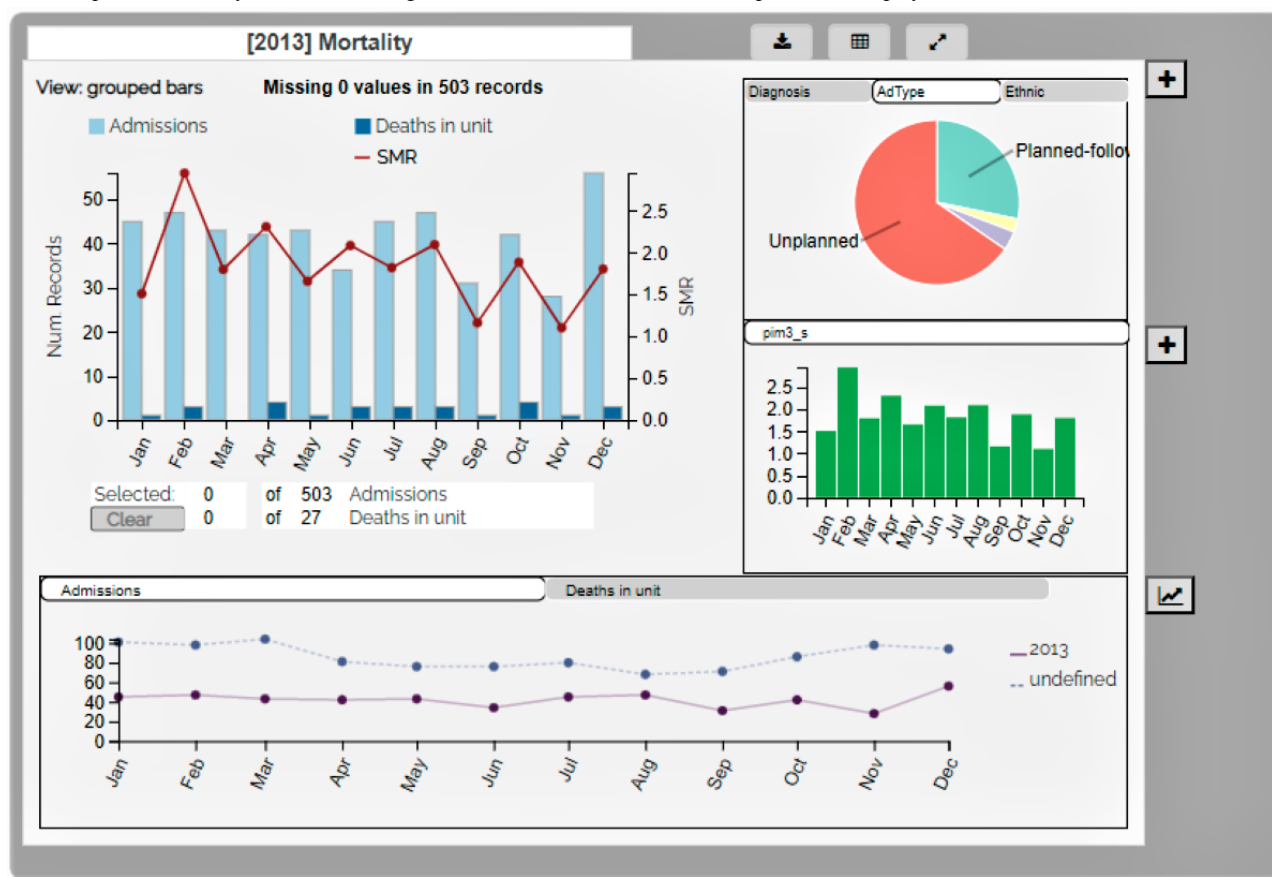 [2013] Mortality
View: grouped bars
Missing 0 values in 503 records
Admissions
Deaths in unit
SMR
Num. Records
50
40
30
20
10
0
2.5
2.0
1.5
1.0
0.5
0.0
SMR
Jan Feb Mar Apr May Jun Jul Aug Sep Oct Nov Dec
Selected: 0 of 503 Admissions
Clear 0 of 27 Deaths in unit
Diagnosis AdType Ethnic
Planned-follow
Unplanned
pim3_s
2.5
2.0
1.5
1.0
0.5
0.0
Jan Feb Mar Apr May Jun Jul Aug Sep Oct Nov Dec
Admissions Deaths in unit
100
80
60
40
20
0
Jan Feb Mar Apr May Jun Jul Aug Sep Oct Nov Dec
2013
undefined